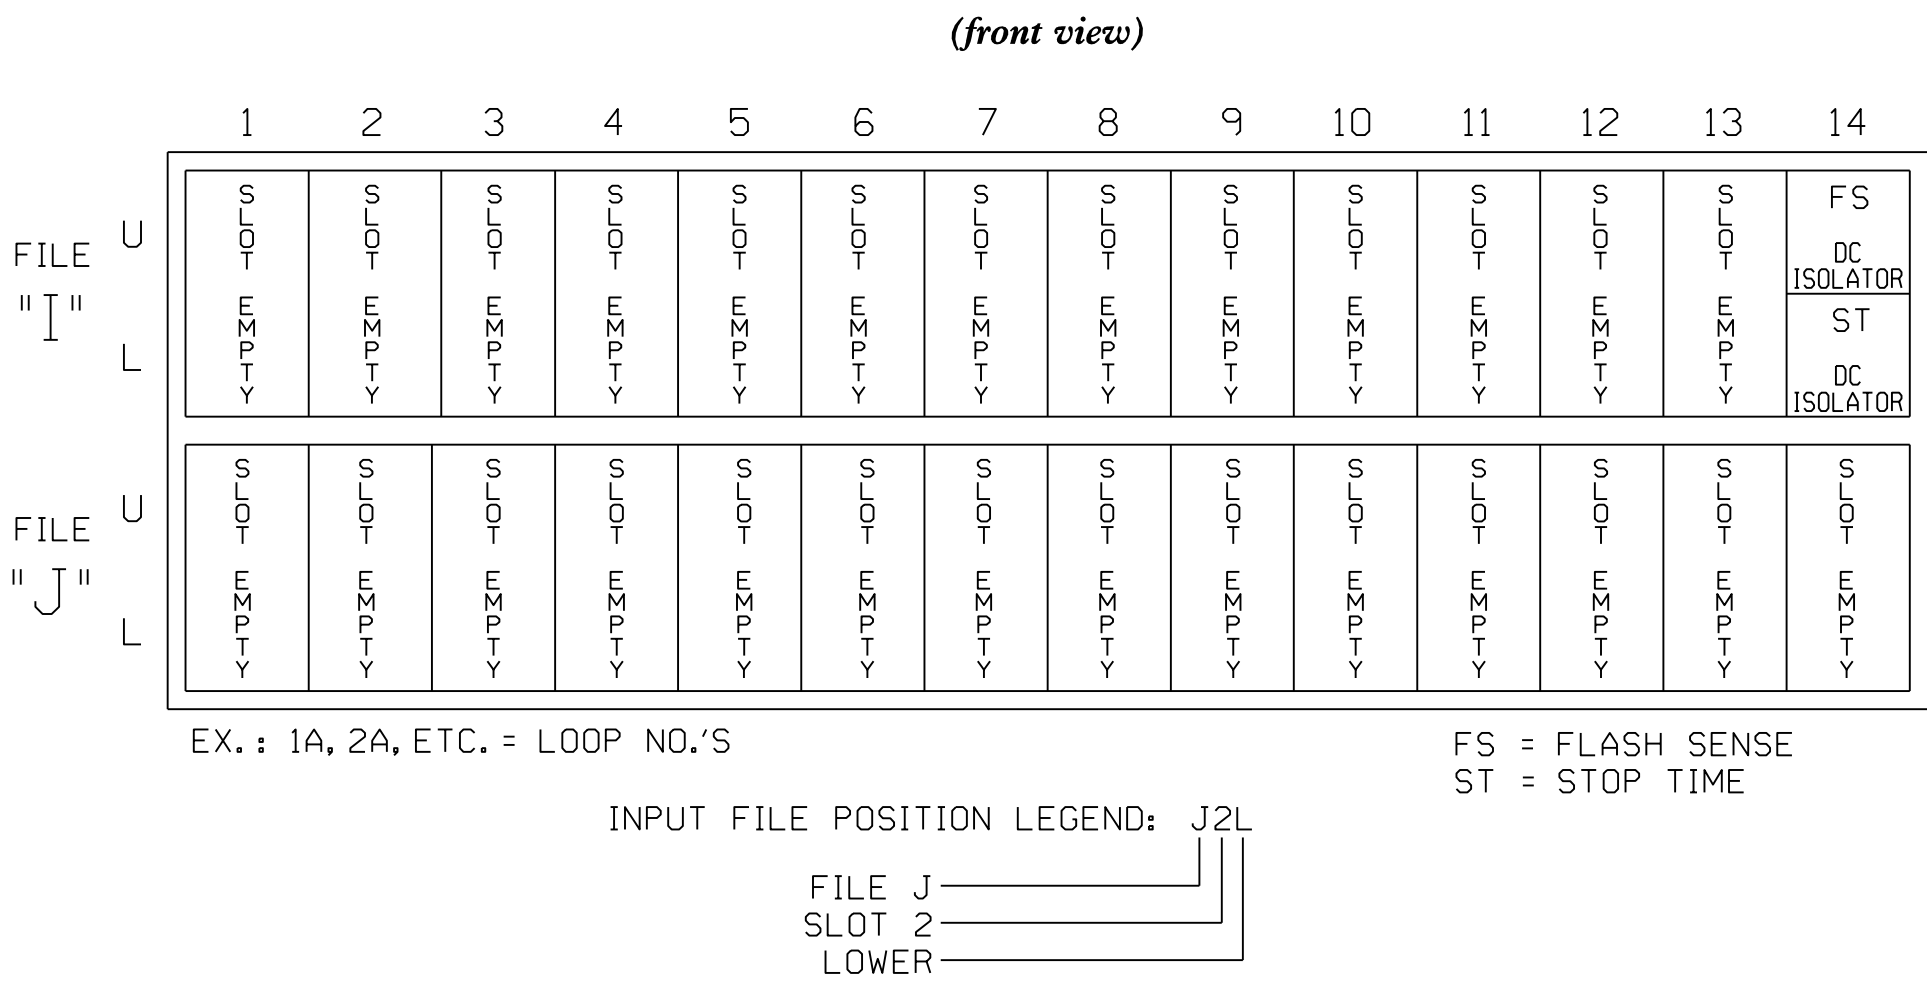 (front view)
1 2 3 4 5 6 7 8 9 10 11 12 13 14
FILE "I"
U
L
SLOT EMPTY
SLOT EMPTY
SLOT EMPTY
SLOT EMPTY
SLOT EMPTY
SLOT EMPTY
SLOT EMPTY
SLOT EMPTY
SLOT EMPTY
SLOT EMPTY
SLOT EMPTY
SLOT EMPTY
SLOT EMPTY
FS
DC
ISOLATOR
ST
DC
ISOLATOR
FILE "J"
U
L
SLOT EMPTY
SLOT EMPTY
SLOT EMPTY
SLOT EMPTY
SLOT EMPTY
SLOT EMPTY
SLOT EMPTY
SLOT EMPTY
SLOT EMPTY
SLOT EMPTY
SLOT EMPTY
SLOT EMPTY
SLOT EMPTY
SLOT EMPTY
EX.: 1A, 2A, ETC. = LOOP NO.'S
FS = FLASH SENSE
ST = STOP TIME
INPUT FILE POSITION LEGEND: J2L
FILE J
SLOT 2
LOWER